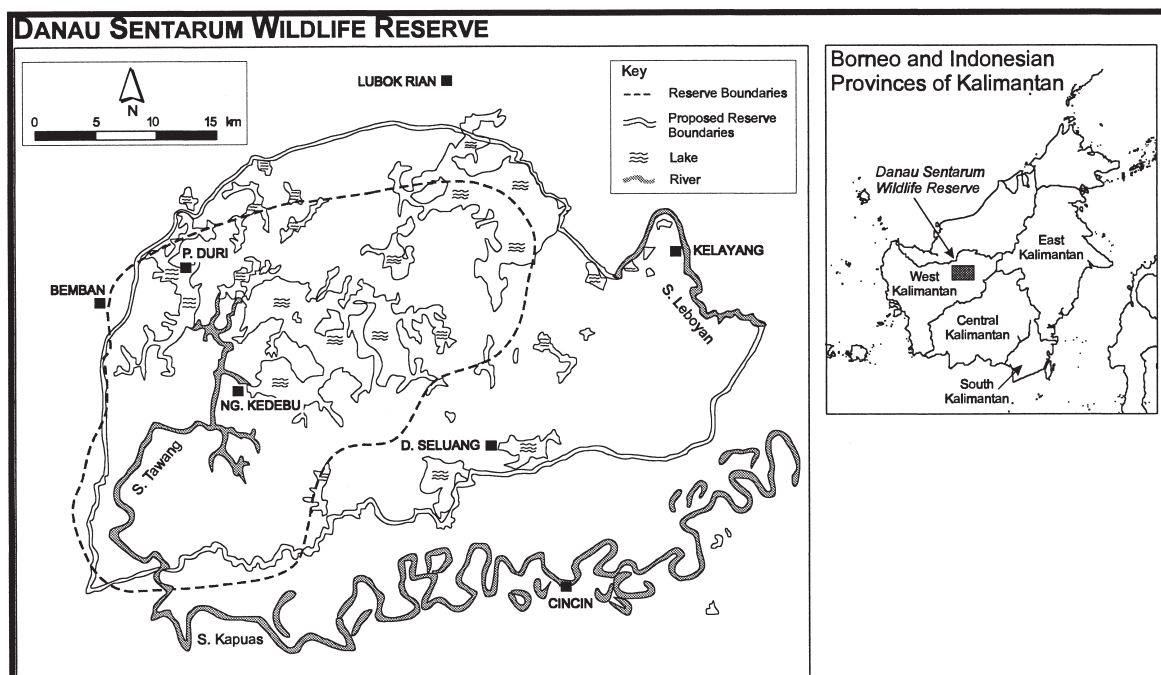 DANAU SENTARUM WILDLIFE RESERVE
N
0 5 10 15 km
LUBOK RIAN
Key
Reserve Boundaries
Proposed Reserve
Boundaries
Lake
River
P. DURI
BEMBAN
KELAYANG
S. Leboyan
NG. KEDEBU
D. SELUANG
S. Tawang
CINCIN
S. Kapuas
Borneo and Indonesian
Provinces of Kalimantan
Danau Sentarum
Wildlife Reserve
East
Kalimantan
West
Kalimantan
Central
Kalimantan
South
Kalimantan